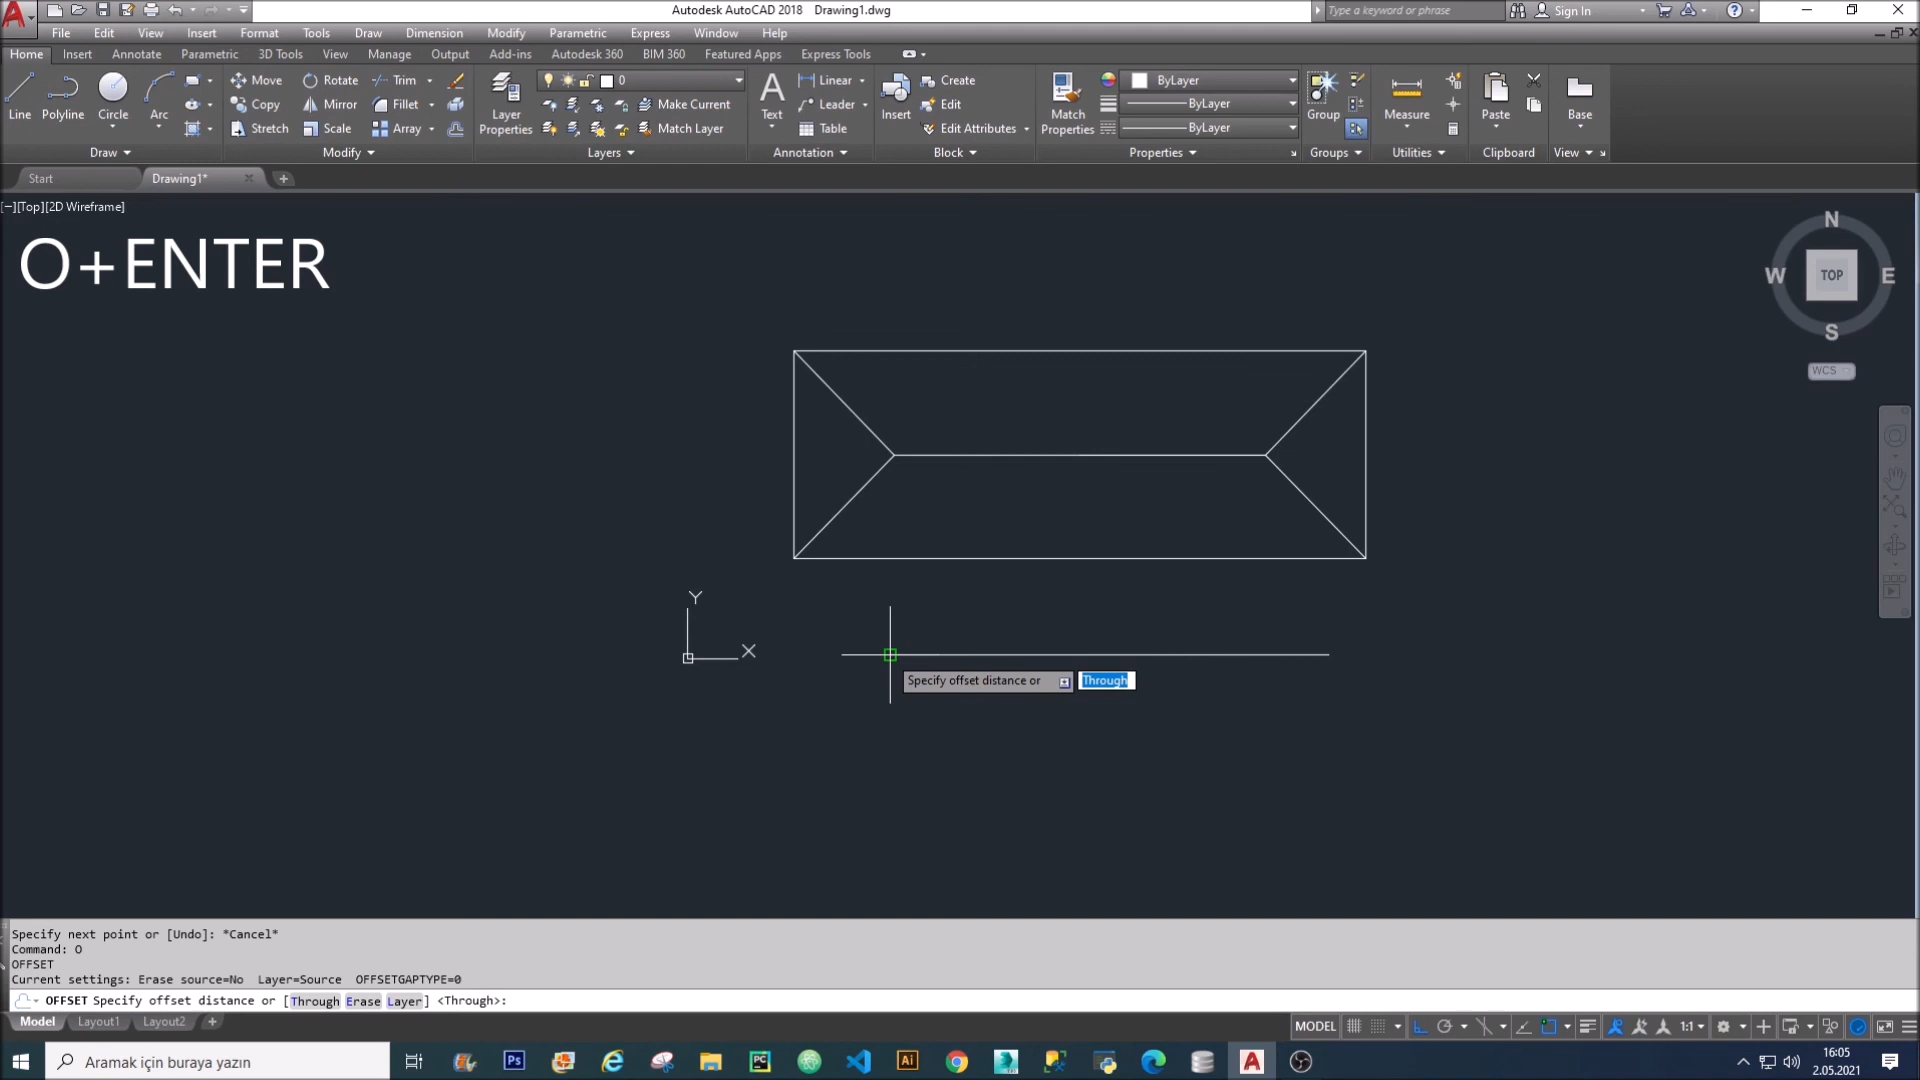 Autodesk AutoCAD 2018 Drawing1.dwg
Type a keyword or phrase
Sign In
File Edit View Insert Format Tools Draw Dimension Modify Parametric Express Window Help
Home Insert Annotate Parametric 3D Tools View Manage Output Add-ins Autodesk 360 BIM 360 Featured Apps Express Tools
Line Polyline Circle Arc
Draw
Move Rotate Trim
Copy Mirror Fillet
Stretch Scale Array
Modify
Layer Properties
0
Make Current
Match Layer
Layers
Text
Linear
Leader
Table
Annotation
Insert
Create
Edit
Edit Attributes
Block
Match Properties
ByLayer
ByLayer
ByLayer
Properties
Group
Groups
Measure
Utilities
Paste
Clipboard
Base
View
Start
Drawing1*
[−][Top][2D Wireframe]
O+ENTER
N
W TOP E
S
WCS
Y
X
Specify offset distance or Through
Specify next point or [Undo]: *Cancel*
Command: O
OFFSET
Current settings: Erase source=No Layer=Source OFFSETGAPTYPE=0
OFFSET Specify offset distance or [Through Erase Layer] <Through>:
Model Layout1 Layout2
MODEL
1:1
Aramak için buraya yazın
Ps
PC
Ai
16:05
2.05.2021